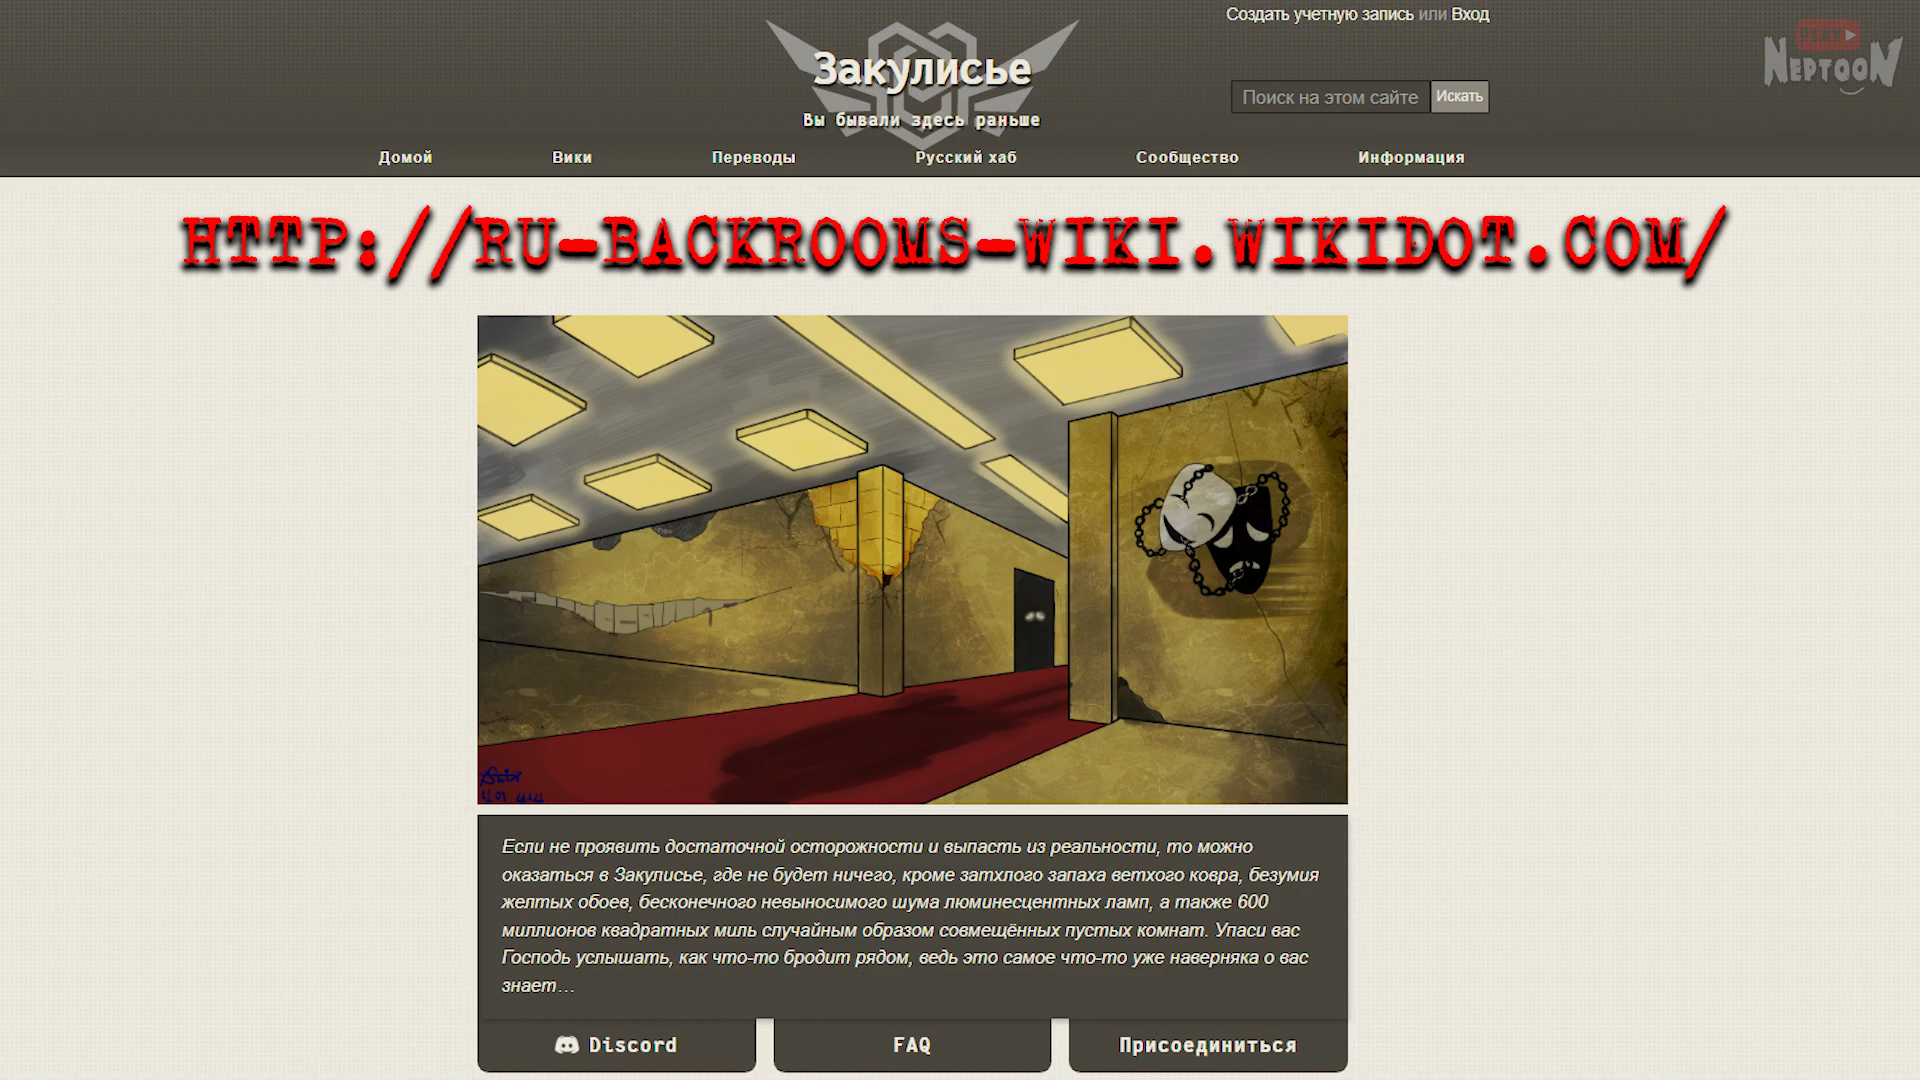 Создать учетную запись или Вход
PLAY
NEPTOON
Закулисье
Вы бывали здесь раньше
Поиск на этом сайте
Искать
Домой
Вики
Переводы
Русский хаб
Сообщество
Информация
HTTP://RU-BACKROOMS-WIKI.WIKIDOT.COM/
Если не проявить достаточной осторожности и выпасть из реальности, то можно
оказаться в Закулисье, где не будет ничего, кроме затхлого запаха ветхого ковра, безумия
желтых обоев, бесконечного невыносимого шума люминесцентных ламп, а также 600
миллионов квадратных миль случайным образом совмещённых пустых комнат. Упаси вас
Господь услышать, как что-то бродит рядом, ведь это самое что-то уже наверняка о вас
знает…
Discord
FAQ
Присоединиться